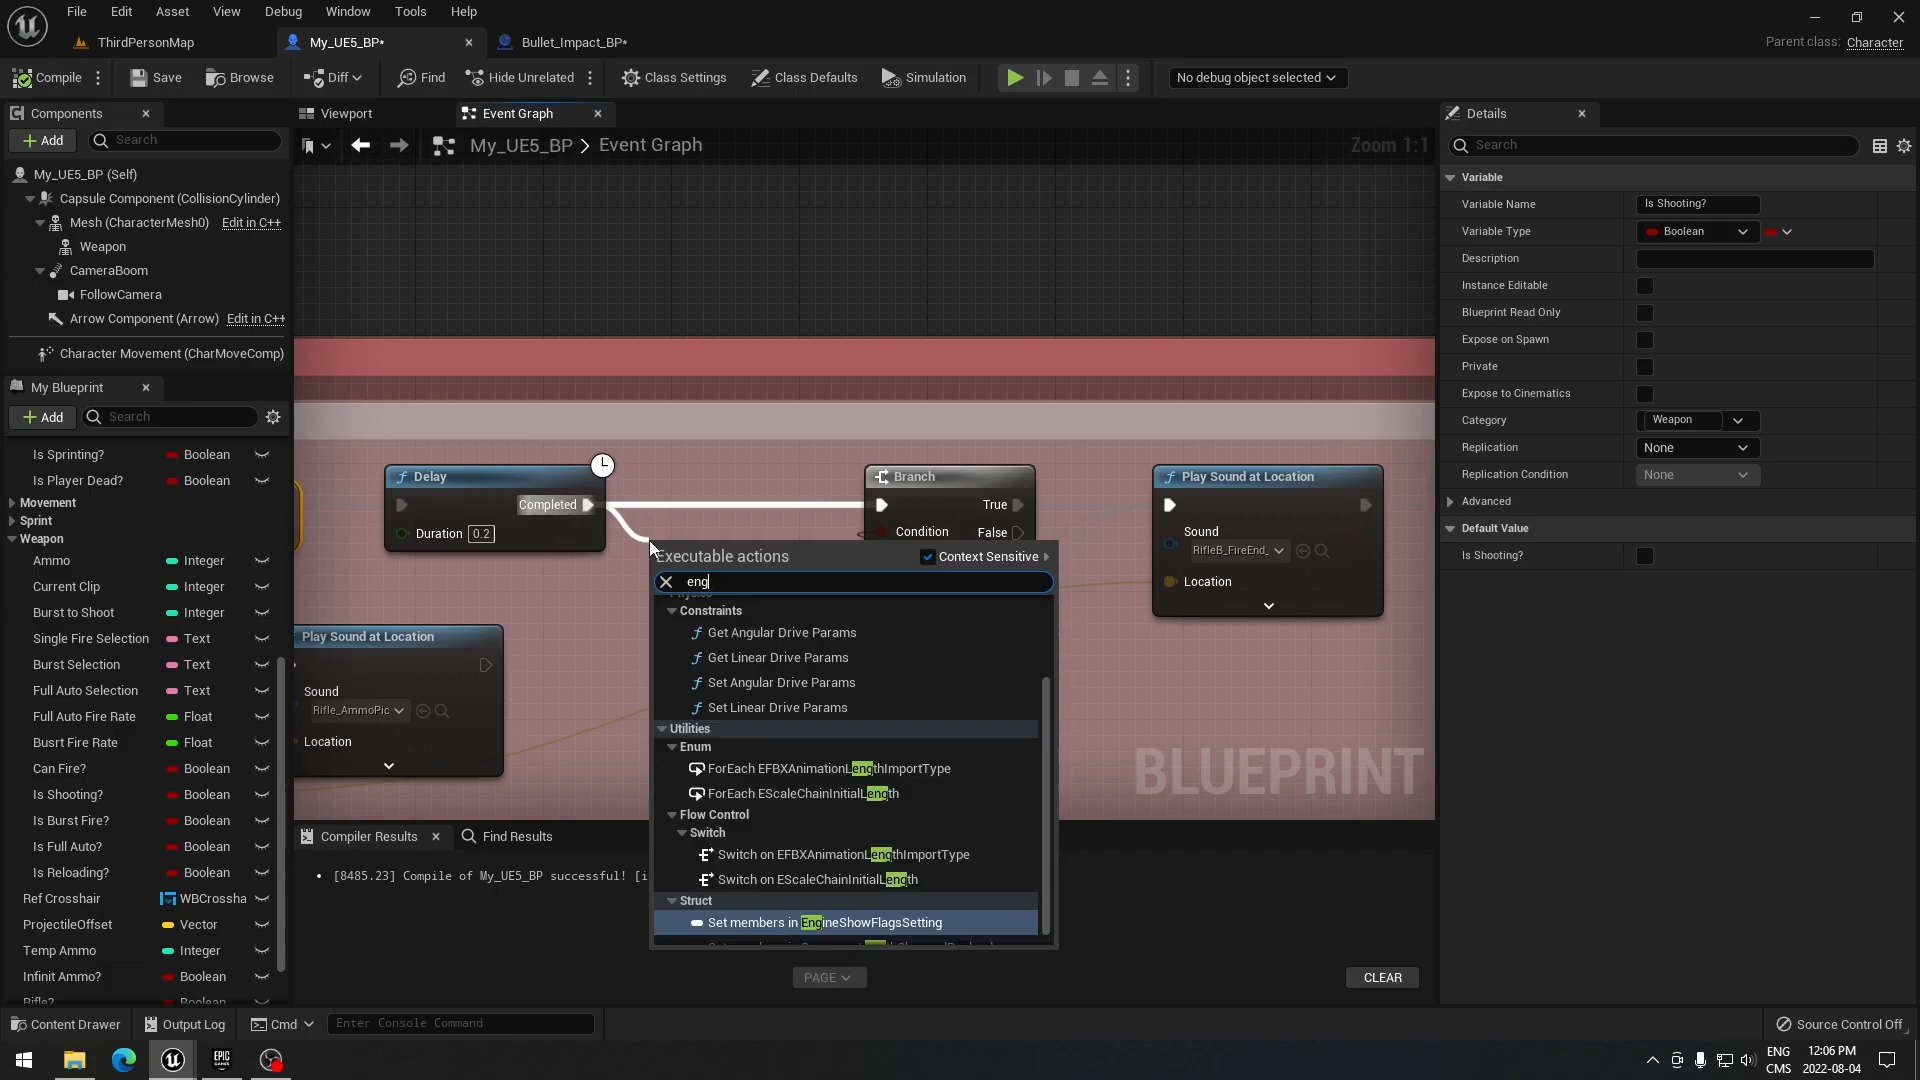 File Edit Asset View Debug Window Tools Help
ThirdPersonMap
My_UE5_BP*
Bullet_Impact_BP*
Parent class: Character
Compile
Save
Browse
Diff
Find
Hide Unrelated
Class Settings
Class Defaults
Simulation
No debug object selected
Components
Add
Search
My_UE5_BP (Self)
Capsule Component (CollisionCylinder)
Mesh (CharacterMesh0) Edit in C++
Weapon
CameraBoom
FollowCamera
Arrow Component (Arrow) Edit in C++
Character Movement (CharMoveComp)
My Blueprint
Add
Search
Is Sprinting? Boolean
Is Player Dead? Boolean
Movement
Sprint
Weapon
Ammo Integer
Current Clip Integer
Burst to Shoot Integer
Single Fire Selection Text
Burst Selection Text
Full Auto Selection Text
Full Auto Fire Rate Float
Busrt Fire Rate Float
Can Fire? Boolean
Is Shooting? Boolean
Is Burst Fire? Boolean
Is Full Auto? Boolean
Is Reloading? Boolean
Ref Crosshair WBCrossha
ProjectileOffset Vector
Temp Ammo Integer
Infinit Ammo? Boolean
Rifle? Boolean
Viewport
Event Graph
My_UE5_BP > Event Graph
Zoom 1:1
Delay
Completed
Duration 0.2
Branch
True
Condition False
Play Sound at Location
Sound
RifleB_FireEnd_
Location
Play Sound at Location
Sound
Rifle_AmmoPic
Location
Executable actions
Context Sensitive
eng
Constraints
Get Angular Drive Params
Get Linear Drive Params
Set Angular Drive Params
Set Linear Drive Params
Utilities
Enum
ForEach EFBXAnimationLengthImportType
ForEach EScaleChainInitialLength
Flow Control
Switch
Switch on EFBXAnimationLengthImportType
Switch on EScaleChainInitialLength
Struct
Set members in EngineShowFlagsSetting
BLUEPRINT
Compiler Results
Find Results
[8485.23] Compile of My_UE5_BP successful! [i
PAGE
CLEAR
Details
Search
Variable
Variable Name Is Shooting?
Variable Type Boolean
Description
Instance Editable
Blueprint Read Only
Expose on Spawn
Private
Expose to Cinematics
Category Weapon
Replication None
Replication Condition None
Advanced
Default Value
Is Shooting?
Content Drawer
Output Log
Cmd
Enter Console Command
Source Control Off
EPIC GAMES
ENG
CMS
12:06 PM
2022-08-04